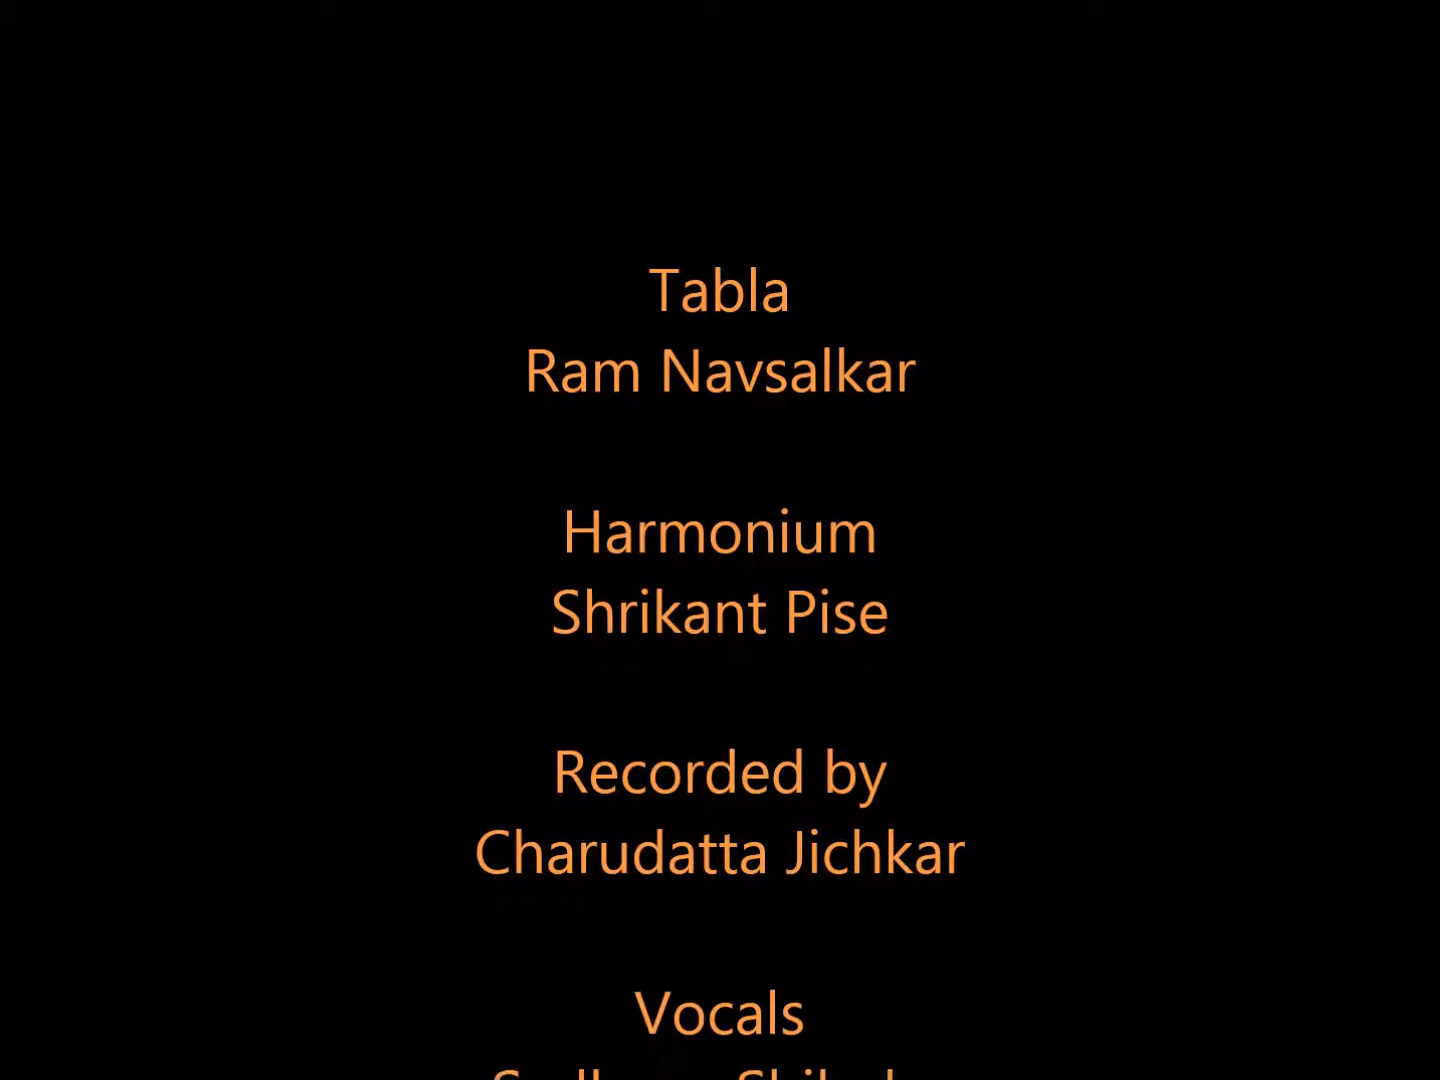 Tabla
Ram Navsalkar
Harmonium
Shrikant Pise
Recorded by
Charudatta Jichkar
Vocals